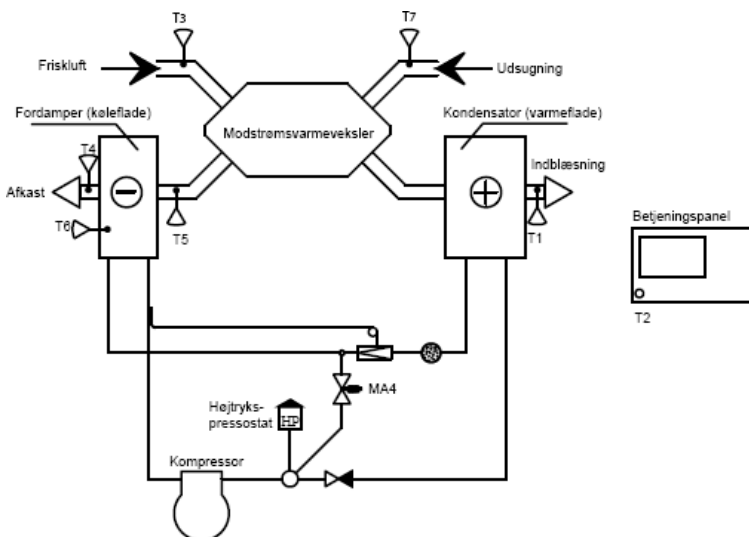 T3
T7
Friskluft
Udsugning
Fordamper (køleflade)
Kondensator (varmeflade)
Modstrømsvarmeveksler
T4
Indblæsning
Afkast
T6
T5
T1
Betjeningspanel
T2
MA4
Højtryks-
pressostat
HP
Kompressor